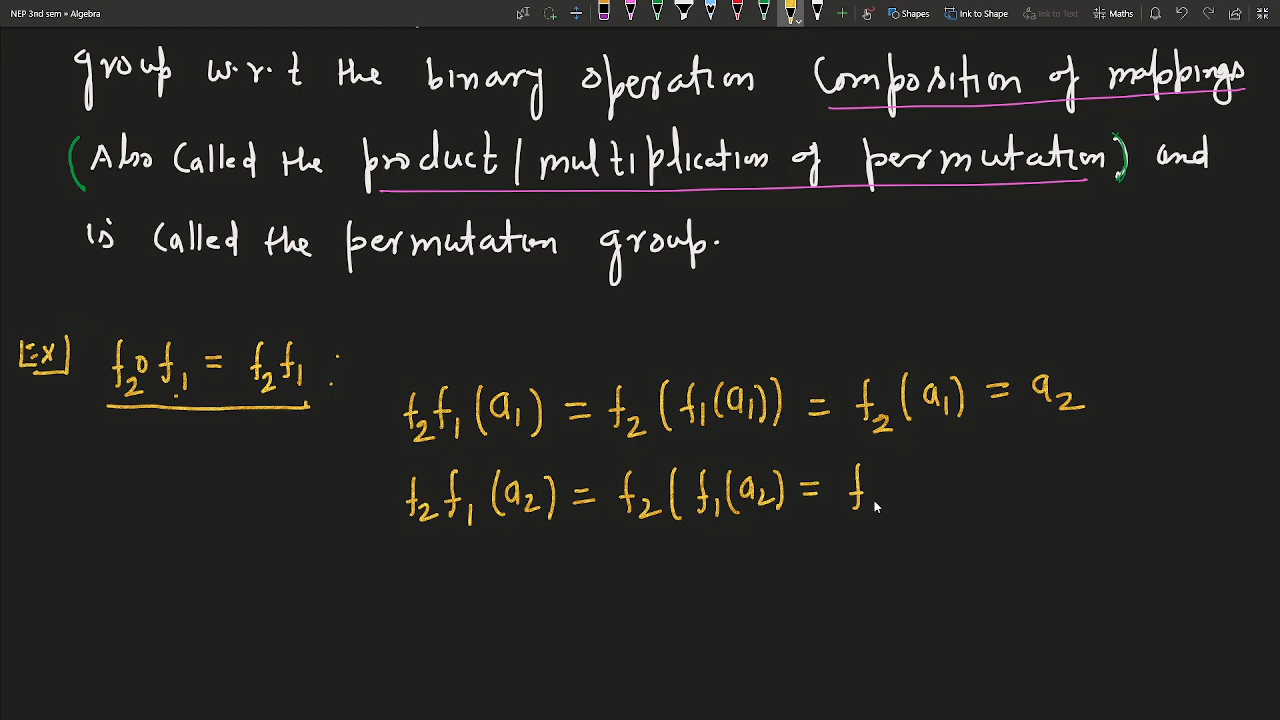 NEP 3rd sem » Algebra
Shapes Ink to Shape Ink to Text Maths
group w.r.t the binary operation Composition of mappings
(Also Called the product / multiplication of permutation) and
is Called the permutation group.
Ex f₂∘f₁ = f₂f₁ :
f₂f₁(a₁) = f₂(f₁(a₁)) = f₂(a₁) = a₂
f₂f₁(a₂) = f₂(f₁(a₂) = f